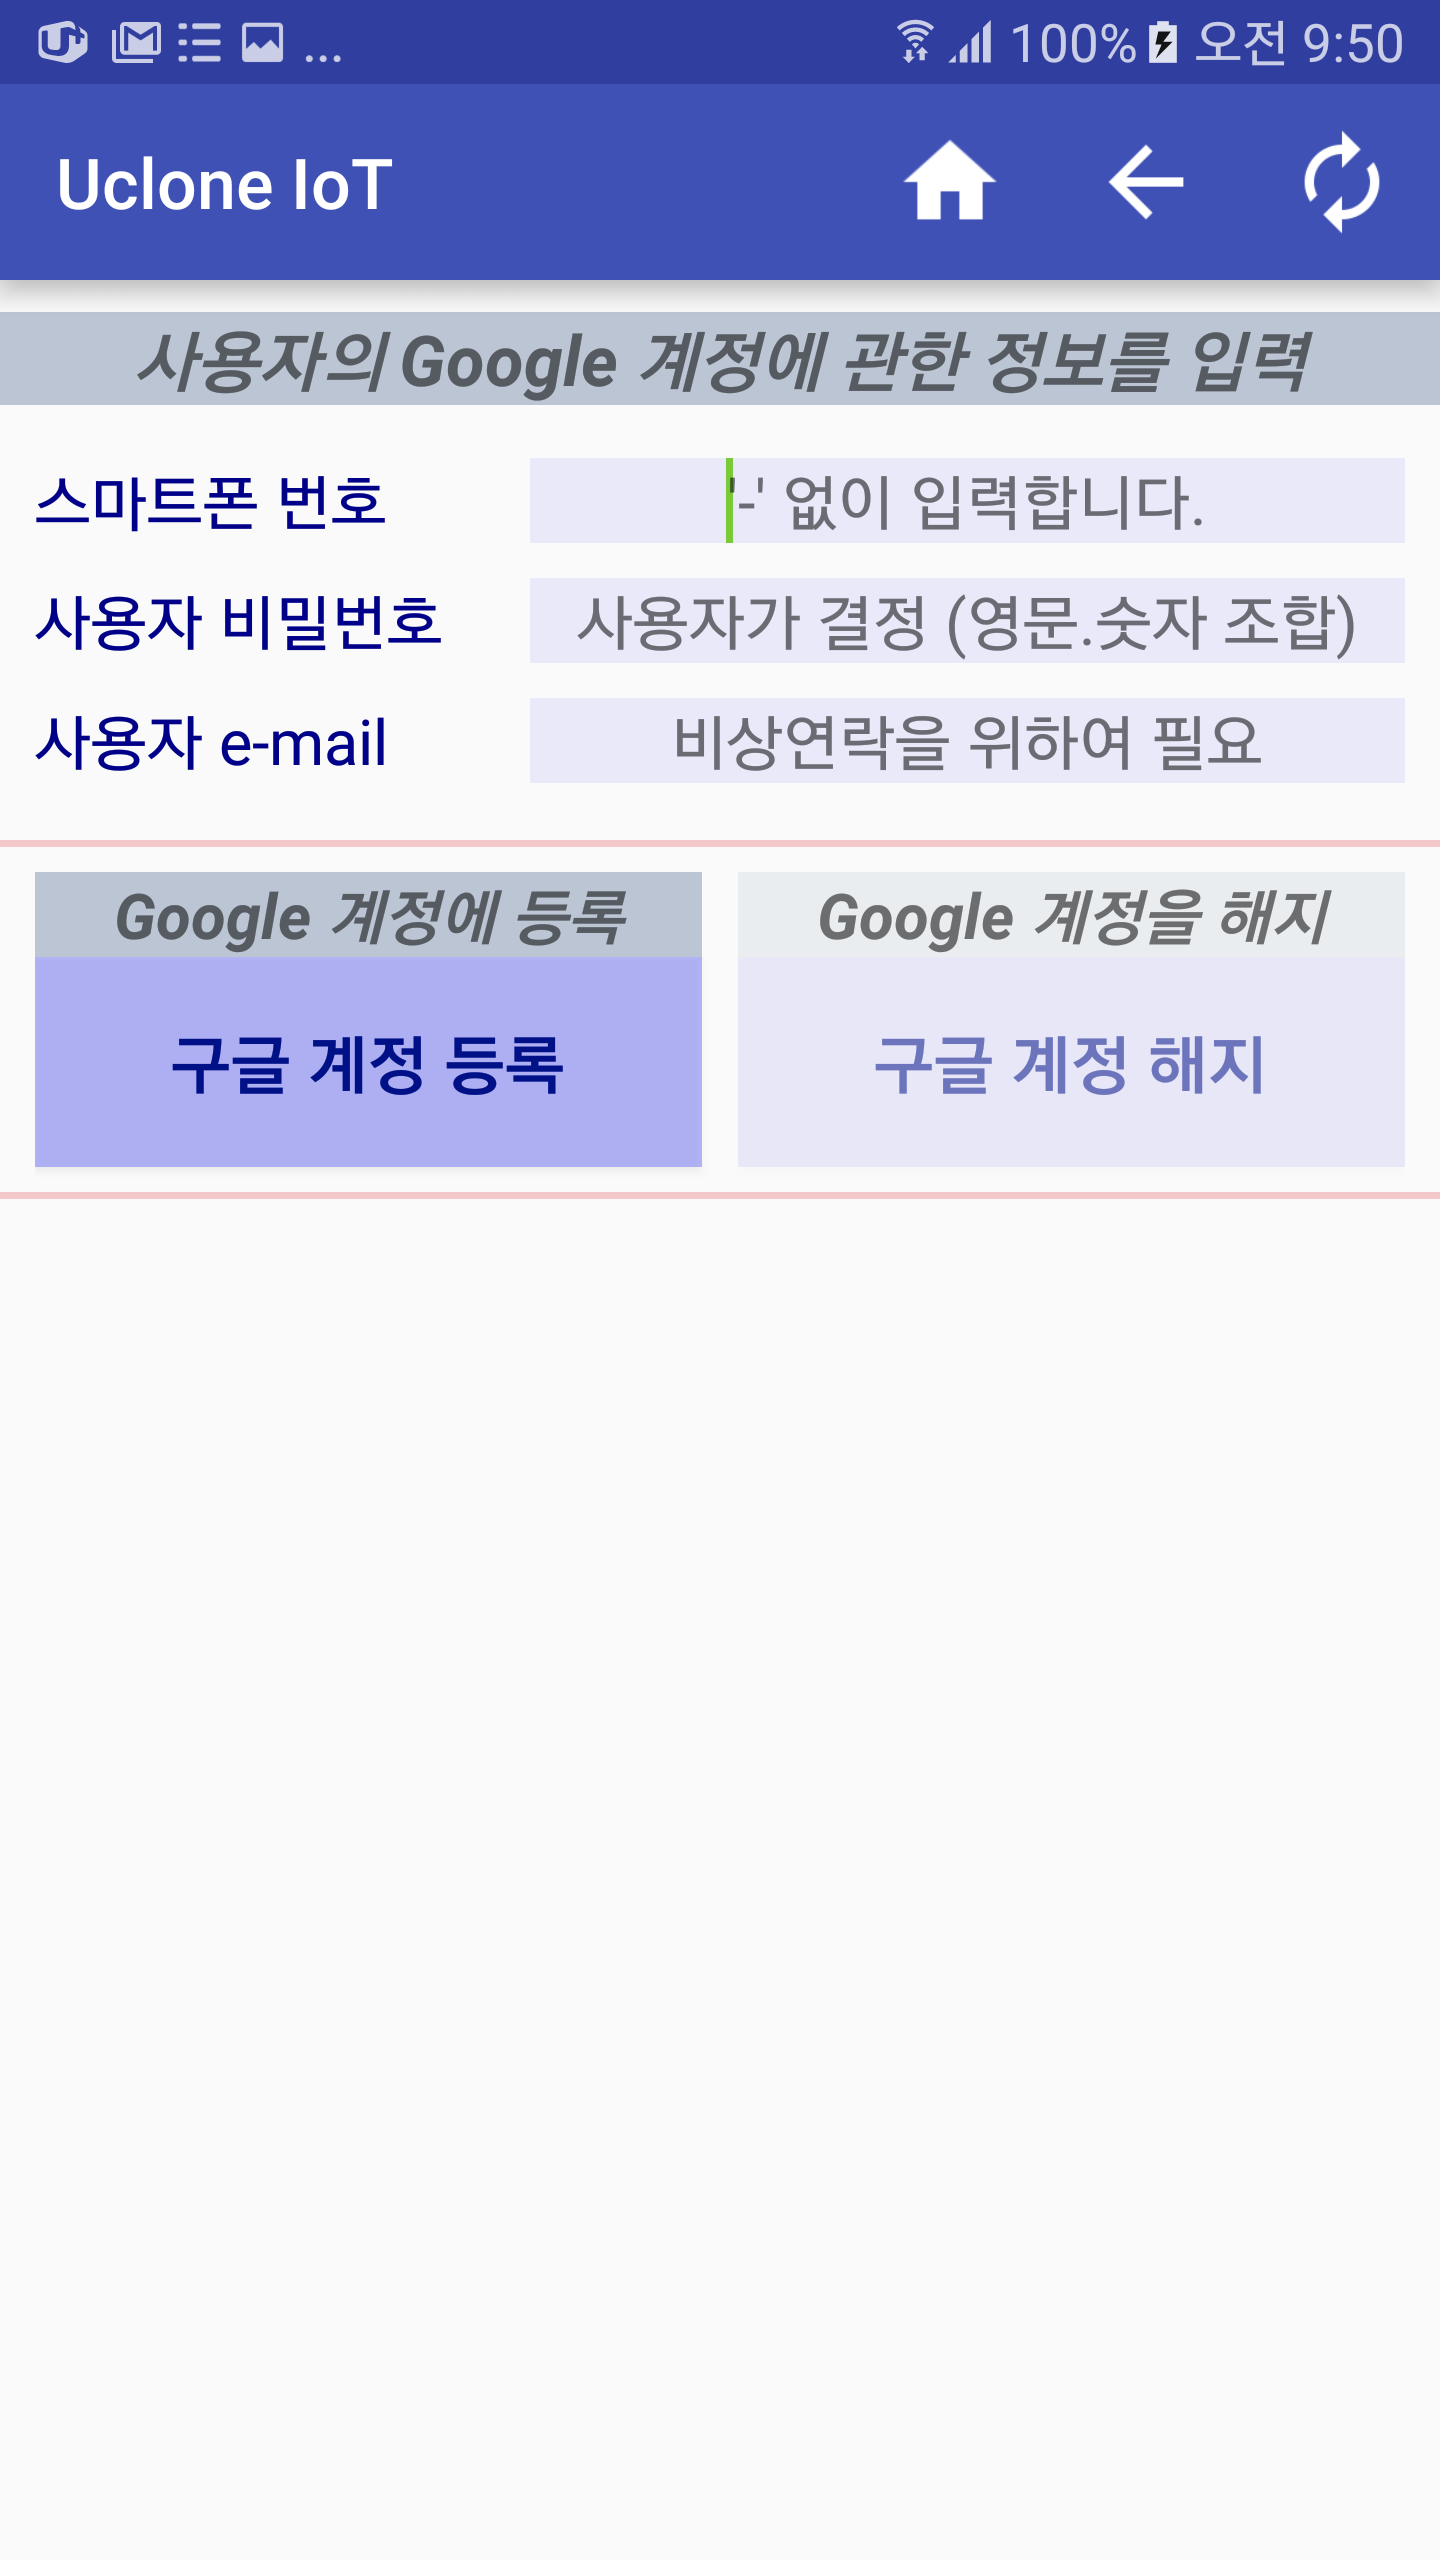 ... 100% 오전 9:50
Uclone IoT
사용자의 Google 계정에 관한 정보를 입력
스마트폰 번호 '-' 없이 입력합니다.
사용자 비밀번호 사용자가 결정 (영문.숫자 조합)
사용자 e-mail 비상연락을 위하여 필요
Google 계정에 등록 Google 계정을 해지
구글 계정 등록 구글 계정 해지